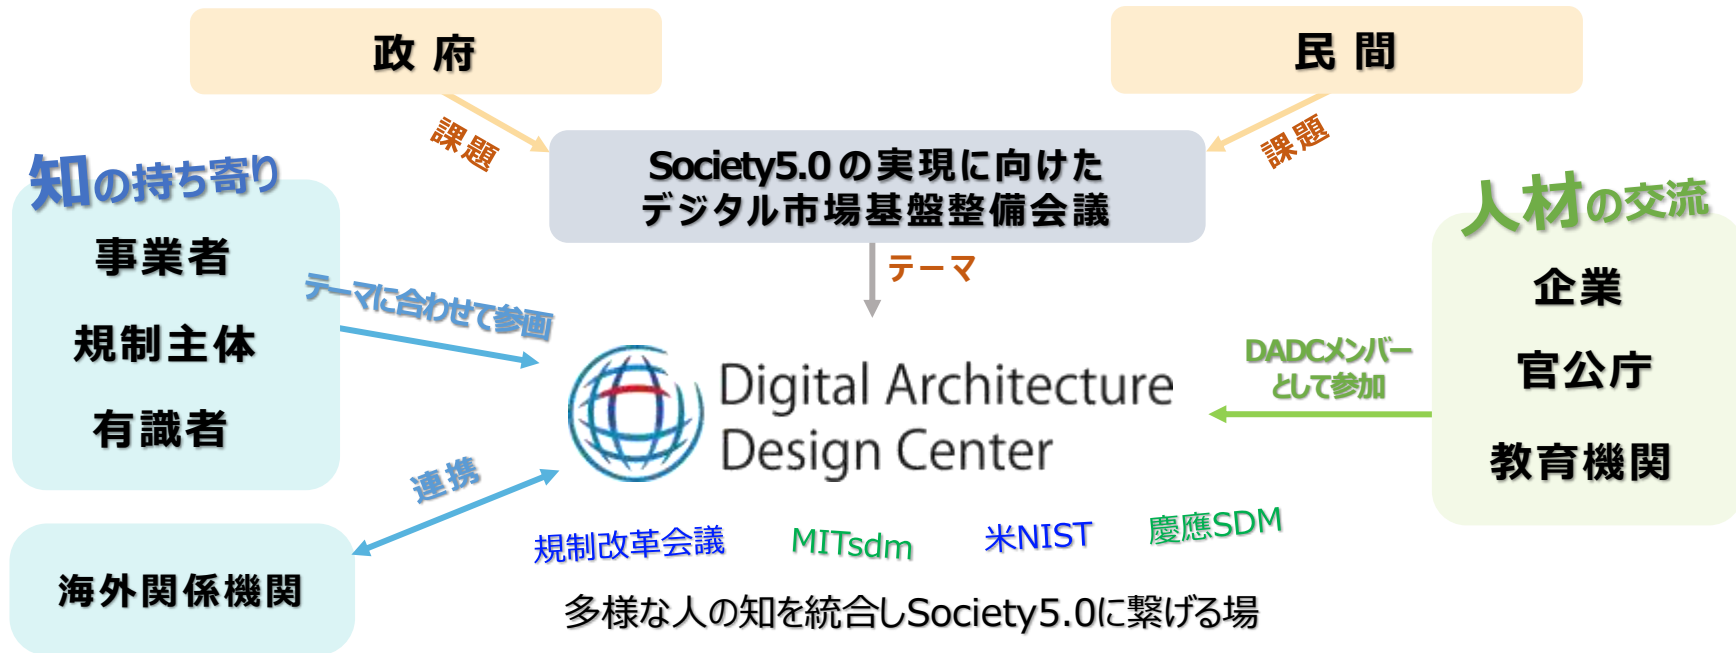 政 府
民 間
課題
課題
Society5.0 の実現に向けた
デジタル市場基盤整備会議
知の持ち寄り
人材の交流
事業者
規制主体
有識者
テーマに合わせて参画
テーマ
企業
官公庁
教育機関
DADCメンバー
として参加
Digital Architecture
Design Center
連携
海外関係機関
規制改革会議
MITsdm
米NIST
慶應SDM
多様な人の知を統合しSociety5.0に繋げる場